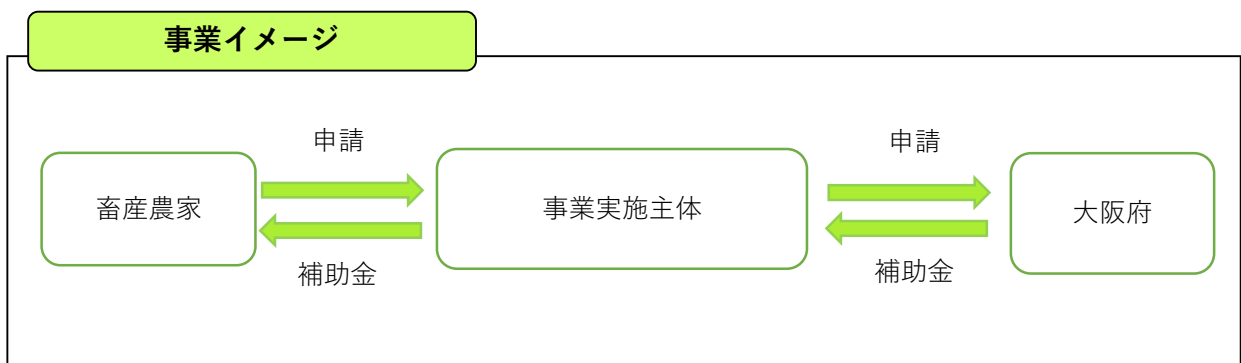 事業イメージ
申請
申請
畜産農家
事業実施主体
大阪府
補助金
補助金